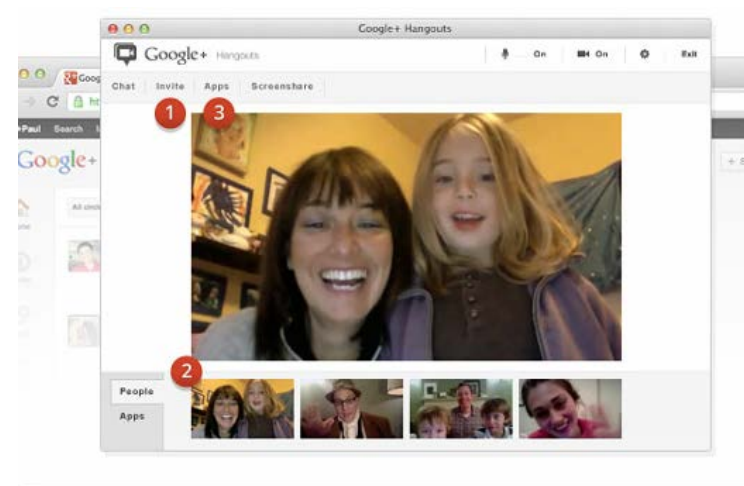 Google+ Hangouts
Google+ Hangouts
On
On
Exit
Chat Invite Apps Screenshare
1
3
Goog
+Paul Search
Google+
2
People
Apps